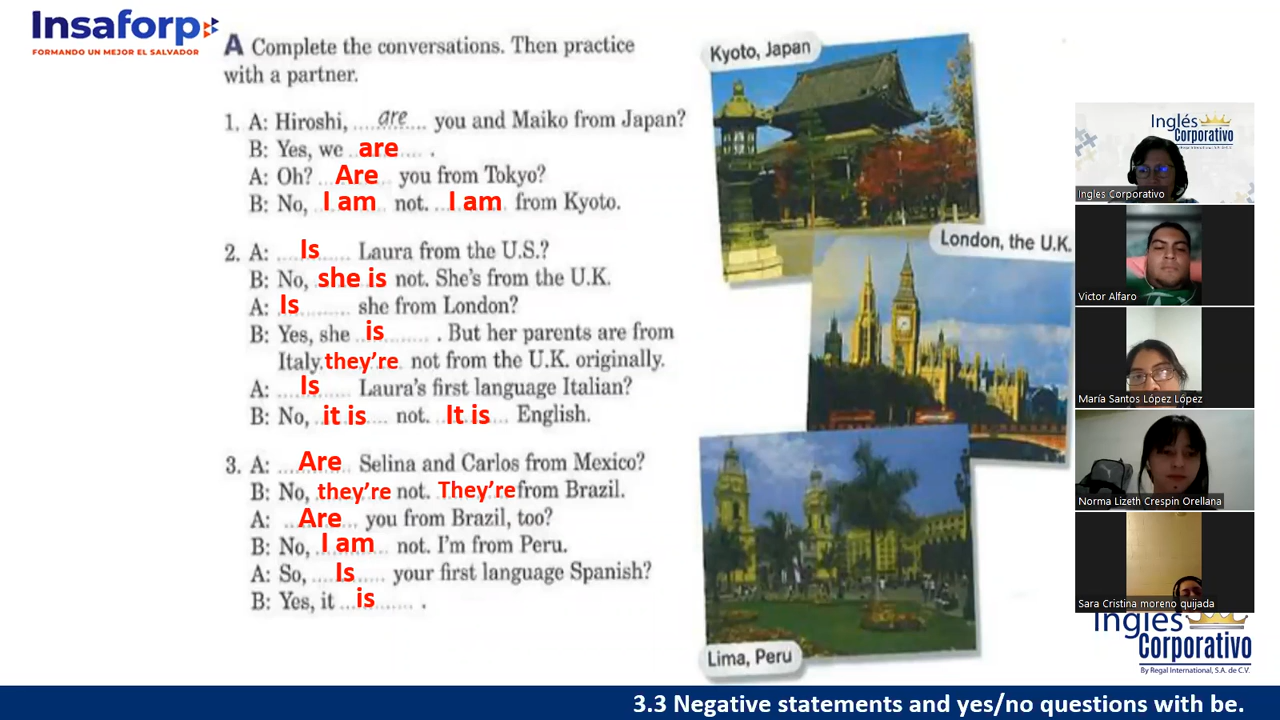 Insaforp
FORMANDO UN MEJOR EL SALVADOR
A Complete the conversations. Then practice
with a partner.
1. A: Hiroshi, are you and Maiko from Japan?
B: Yes, we are .
A: Oh? Are you from Tokyo?
B: No, I am not. I am from Kyoto.
2. A: Is Laura from the U.S.?
B: No, she is not. She's from the U.K.
A: Is she from London?
B: Yes, she is . But her parents are from
Italy. they're not from the U.K. originally.
A: Is Laura's first language Italian?
B: No, it is not. It is English.
3. A: Are Selina and Carlos from Mexico?
B: No, they're not. They're from Brazil.
A: Are you from Brazil, too?
B: No, I am not. I'm from Peru.
A: So, Is your first language Spanish?
B: Yes, it is .
Kyoto, Japan
London, the U.K.
Lima, Peru
Inglés
Corporativo
Ingles Corporativo
Victor Alfaro
María Santos López López
Norma Lizeth Crespin Orellana
Sara Cristina moreno quijada
Inglés
Corporativo
By Regal International, S.A. de C.V.
3.3 Negative statements and yes/no questions with be.